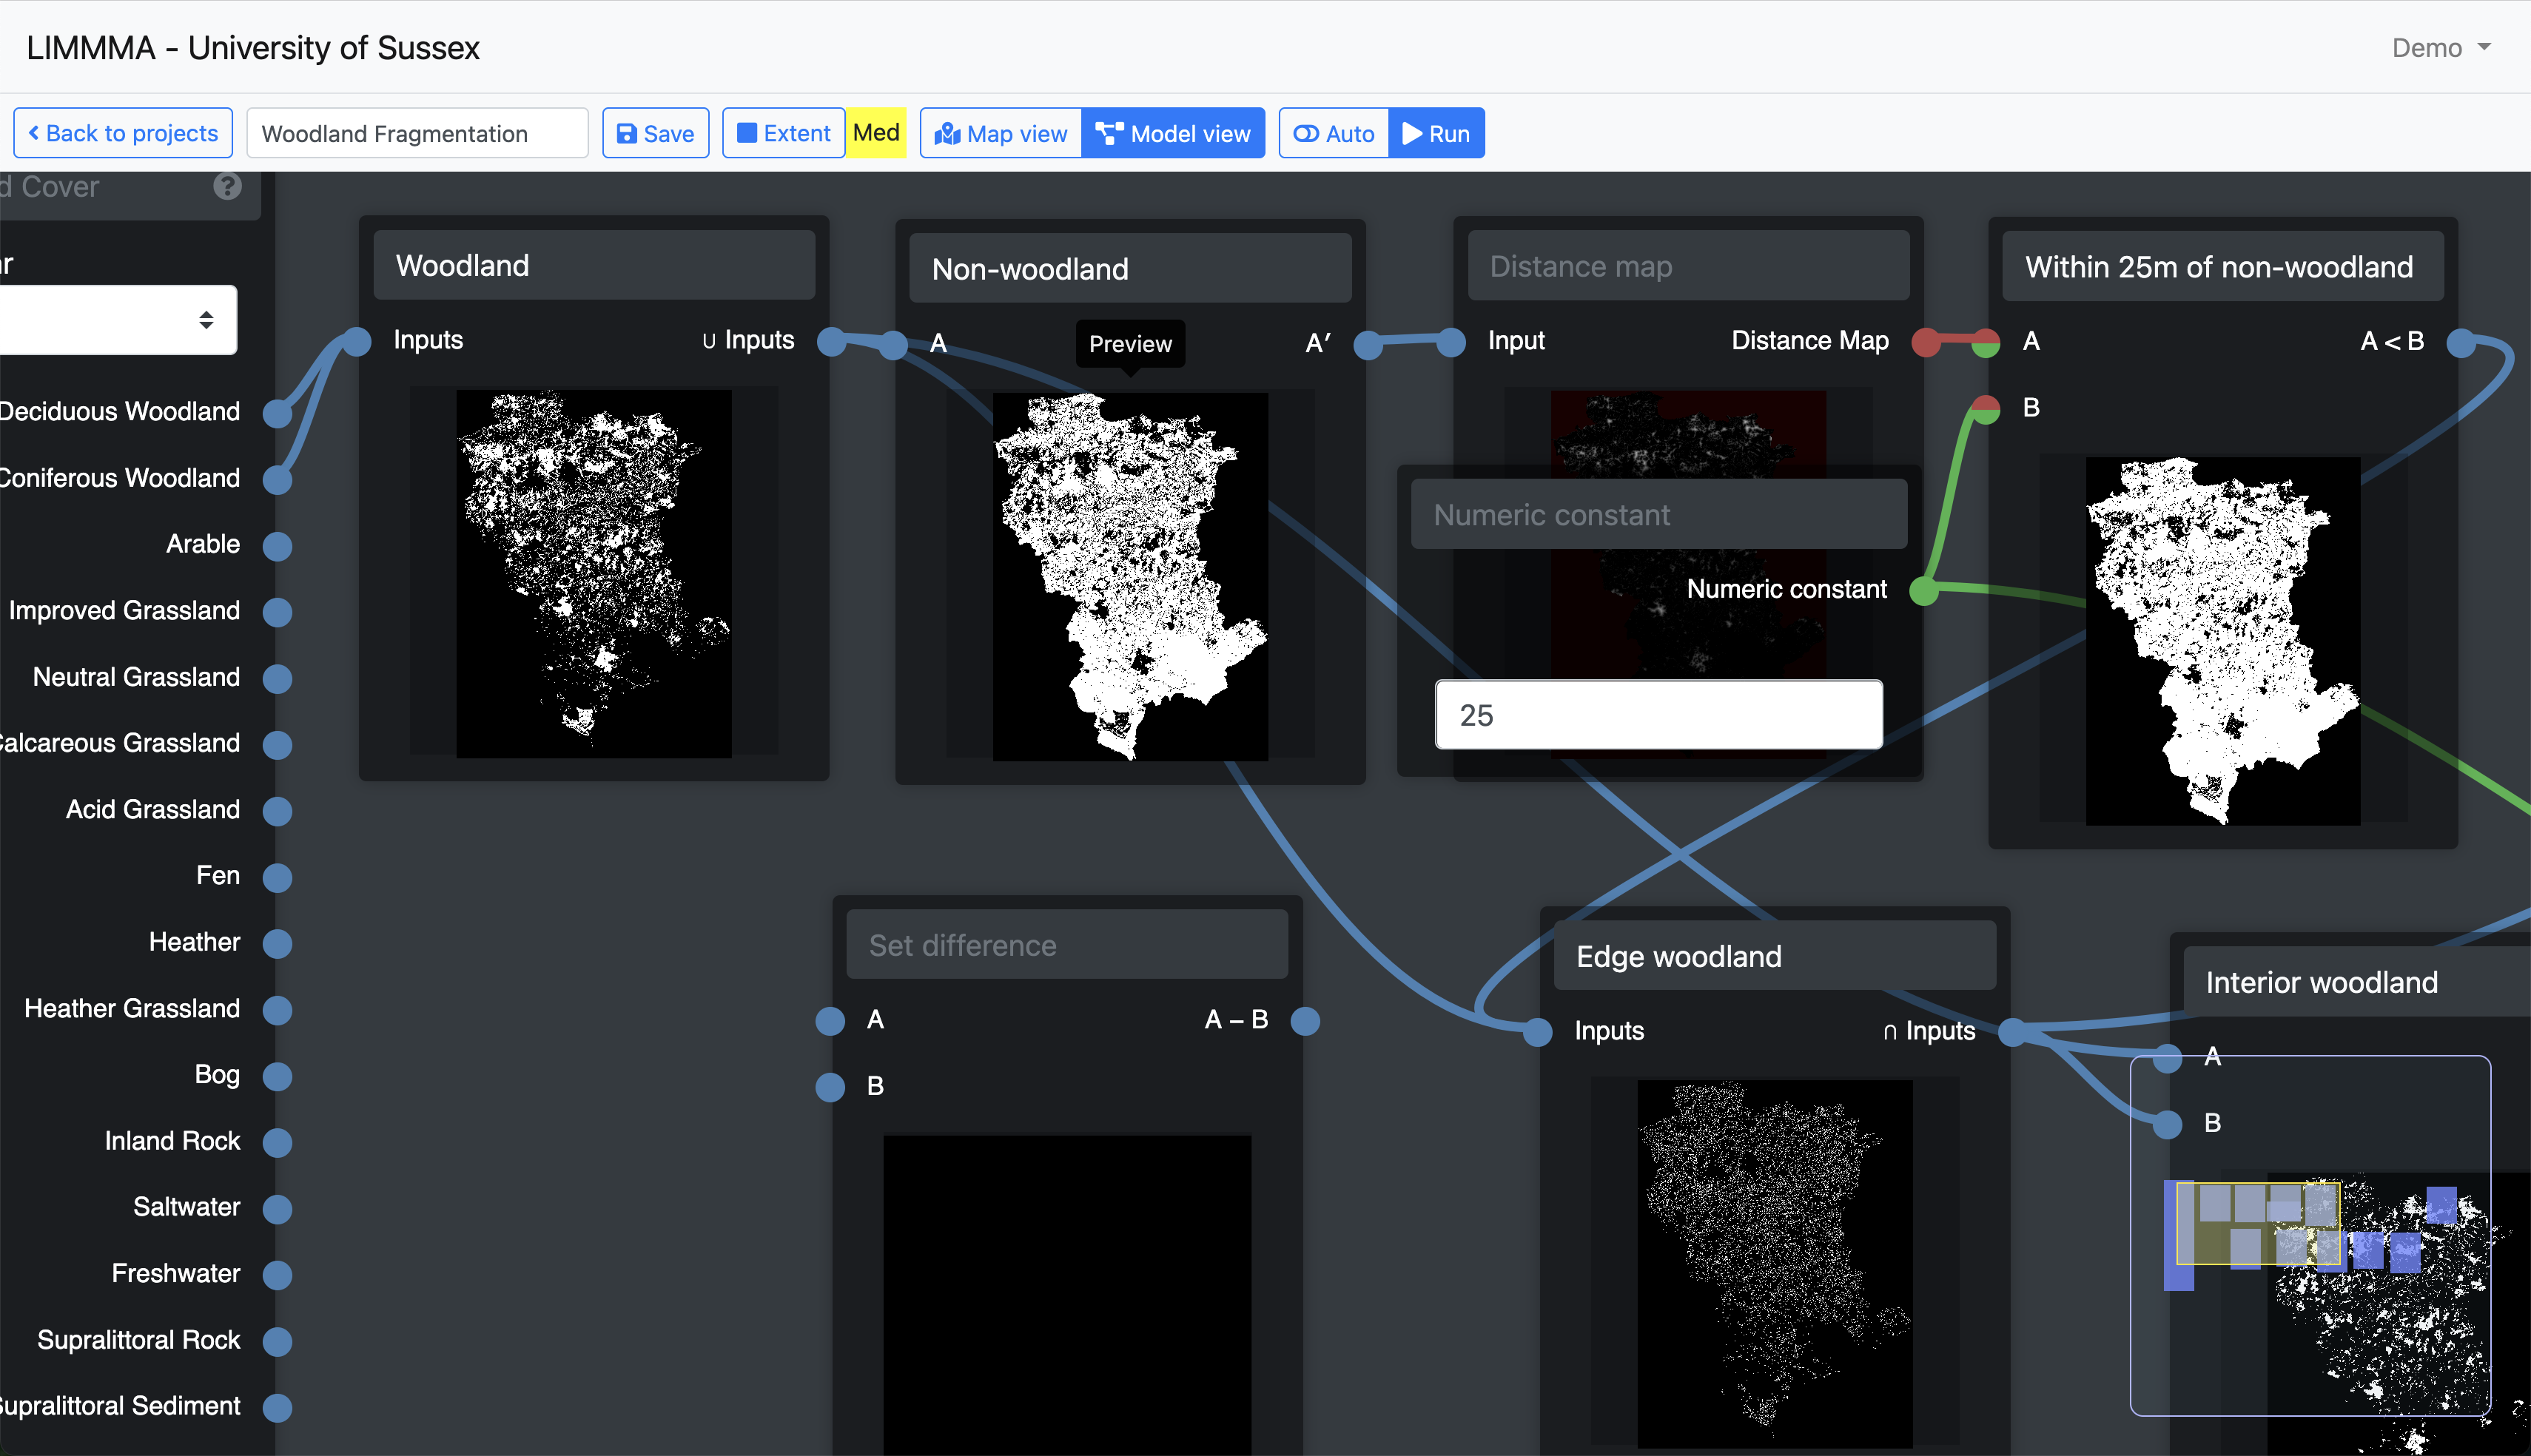 LIMMMA - University of Sussex
Demo
Back to projects
Woodland Fragmentation
Save
Extent
Med
Map view
Model view
Auto
Run
d Cover
?
r
Deciduous Woodland
Coniferous Woodland
Arable
Improved Grassland
Neutral Grassland
Calcareous Grassland
Acid Grassland
Fen
Heather
Heather Grassland
Bog
Inland Rock
Saltwater
Freshwater
Supralittoral Rock
Supralittoral Sediment
Woodland
Inputs
∪ Inputs
Non-woodland
A
Preview
A′
Distance map
Input
Distance Map
Numeric constant
Numeric constant
25
Within 25m of non-woodland
A
A < B
B
Set difference
A
A – B
B
Edge woodland
Inputs
∩ Inputs
Interior woodland
A
B